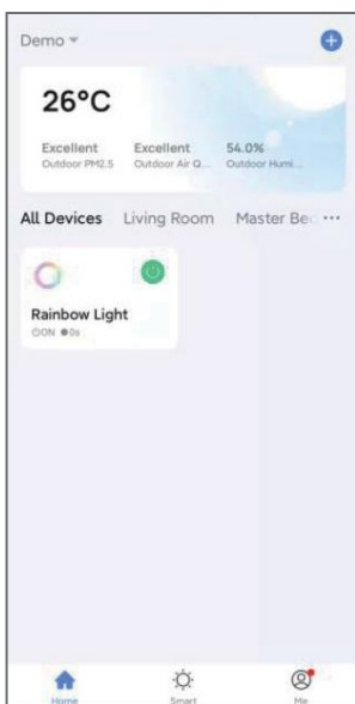 Demo
26°C
Excellent Excellent 54.0%
Outdoor PM2.5 Outdoor Air Q... Outdoor Humi...
All Devices Living Room Master Be ...
Rainbow Light
ON 0s
Home Smart Me